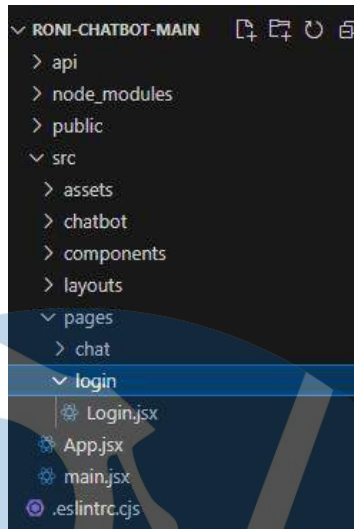 RONI-CHATBOT-MAIN
api
node_modules
public
src
assets
chatbot
components
layouts
pages
chat
login
Login.jsx
App.jsx
main.jsx
.eslintrc.cjs